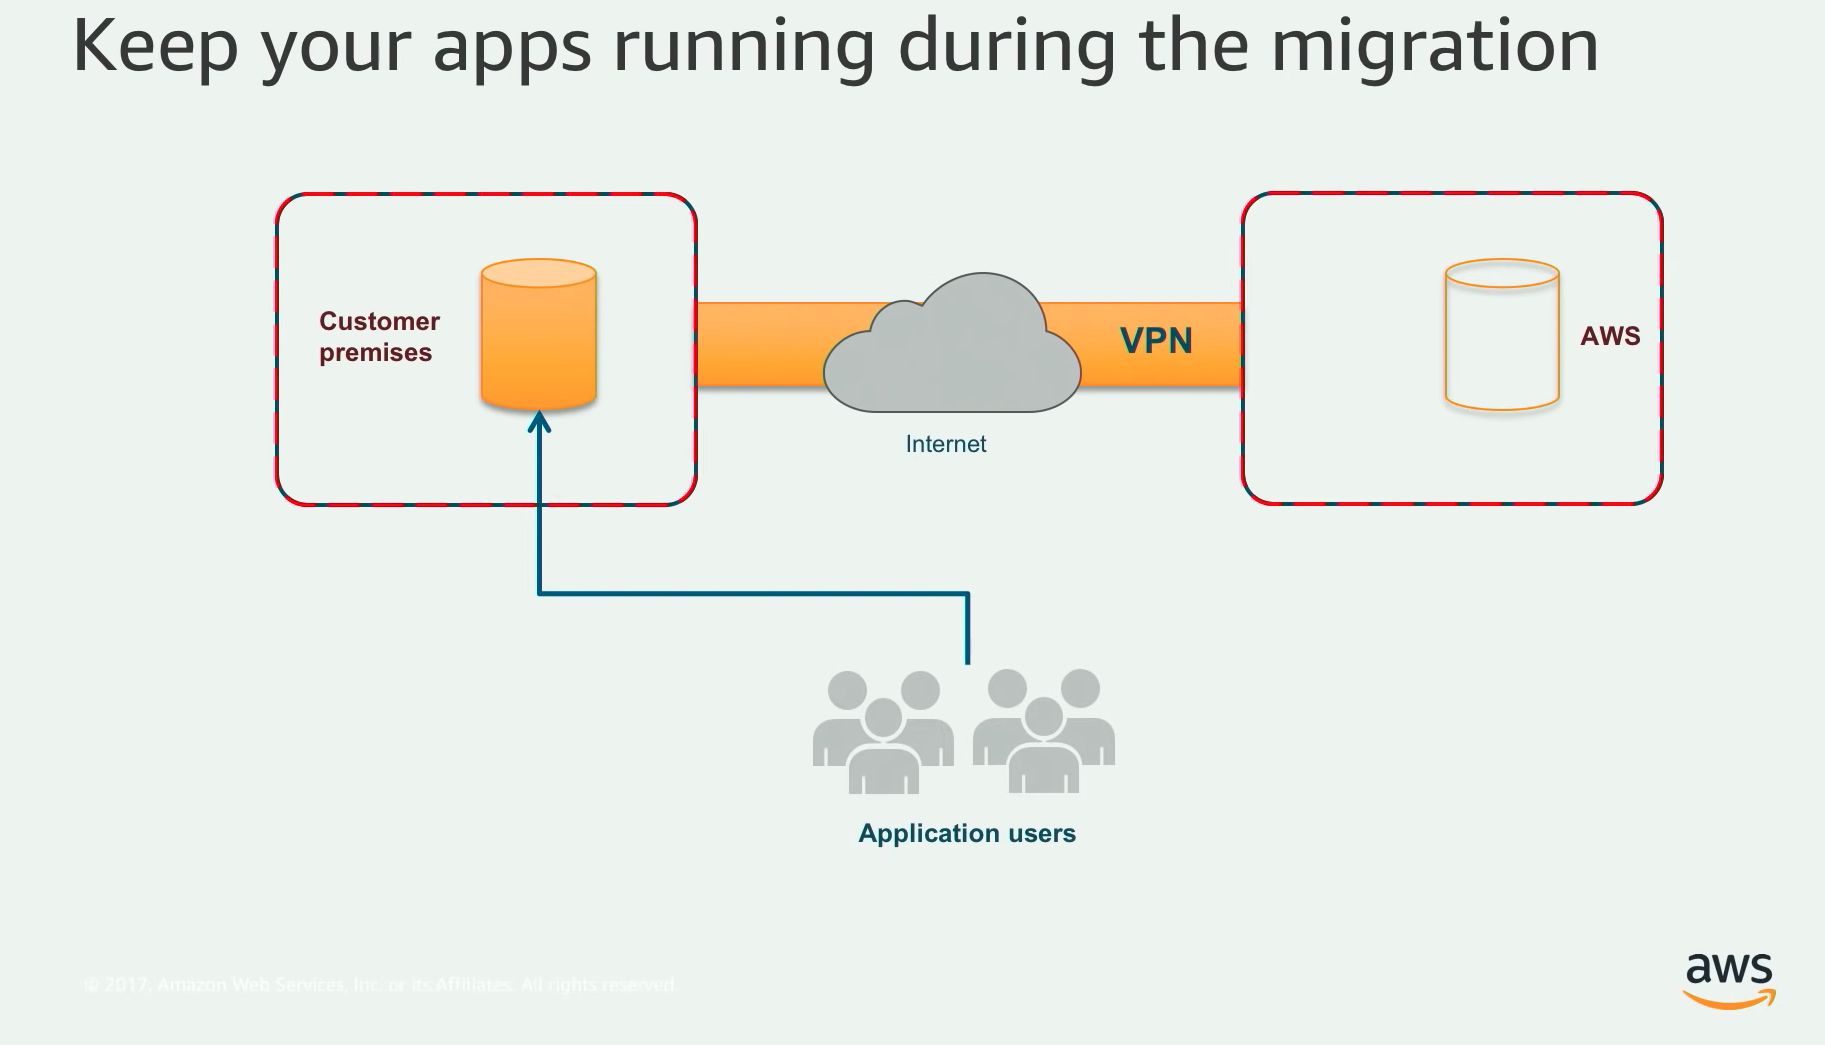 Keep your apps running during the migration
Customer
premises
VPN
AWS
Internet
Application users
© 2017, Amazon Web Services, Inc. or its Affiliates. All rights reserved.
aws